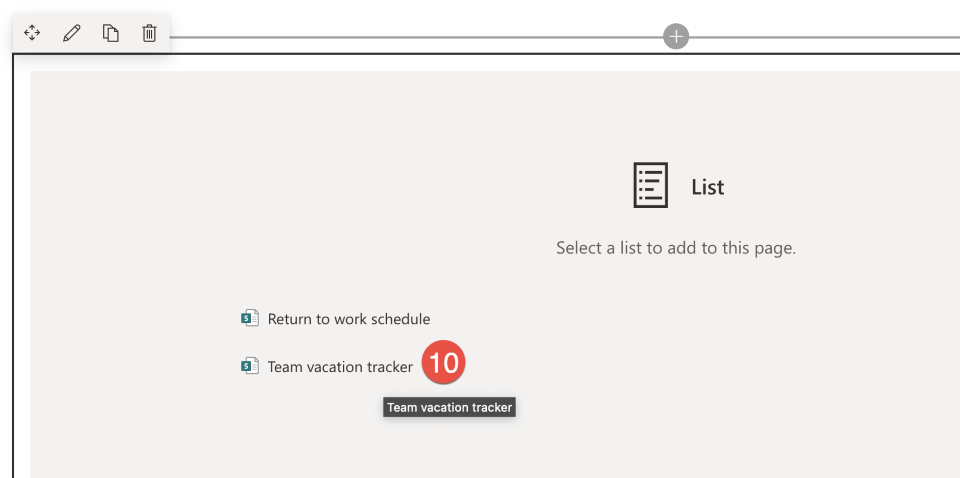 List
Select a list to add to this page.
Return to work schedule
Team vacation tracker 10
Team vacation tracker